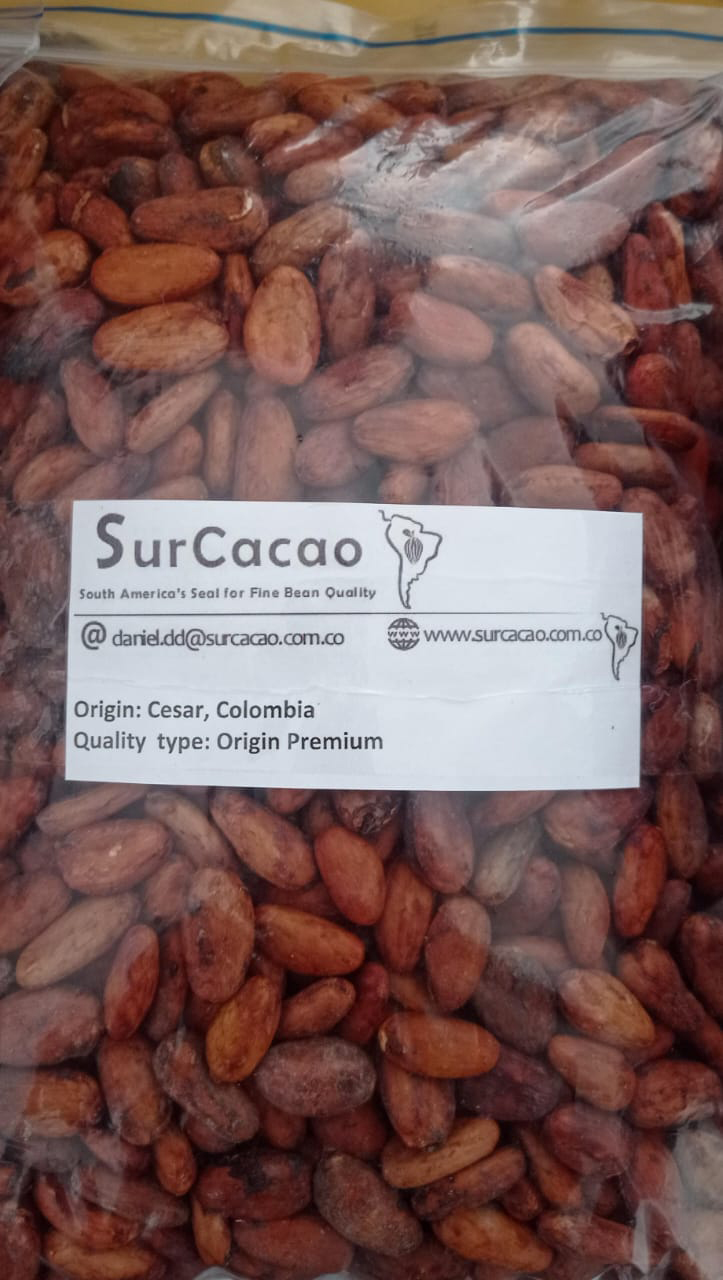 SurCacao
South America's Seal for Fine Bean Quality
@ daniel.dd@surcacao.com.co www www.surcacao.com.co
Origin: Cesar, Colombia
Quality type: Origin Premium